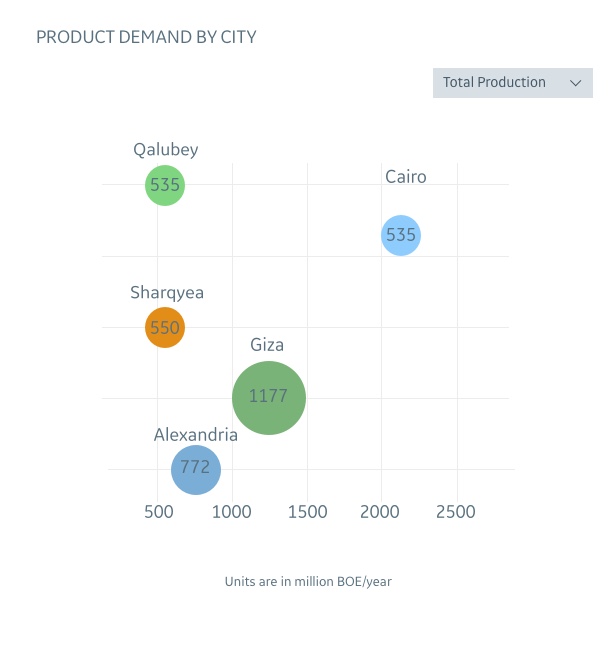 PRODUCT DEMAND BY CITY
Total Production
Qalubey
535
Cairo
535
Sharqyea
550
Giza
1177
Alexandria
772
500 1000 1500 2000 2500
Units are in million BOE/year